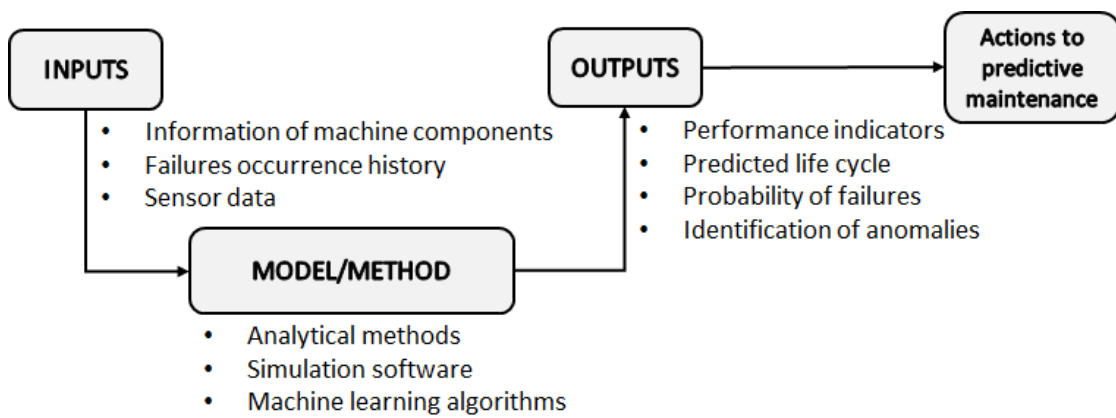 INPUTS
• Information of machine components
• Failures occurrence history
• Sensor data
MODEL/METHOD
• Analytical methods
• Simulation software
• Machine learning algorithms
OUTPUTS
• Performance indicators
• Predicted life cycle
• Probability of failures
• Identification of anomalies
Actions to
predictive
maintenance